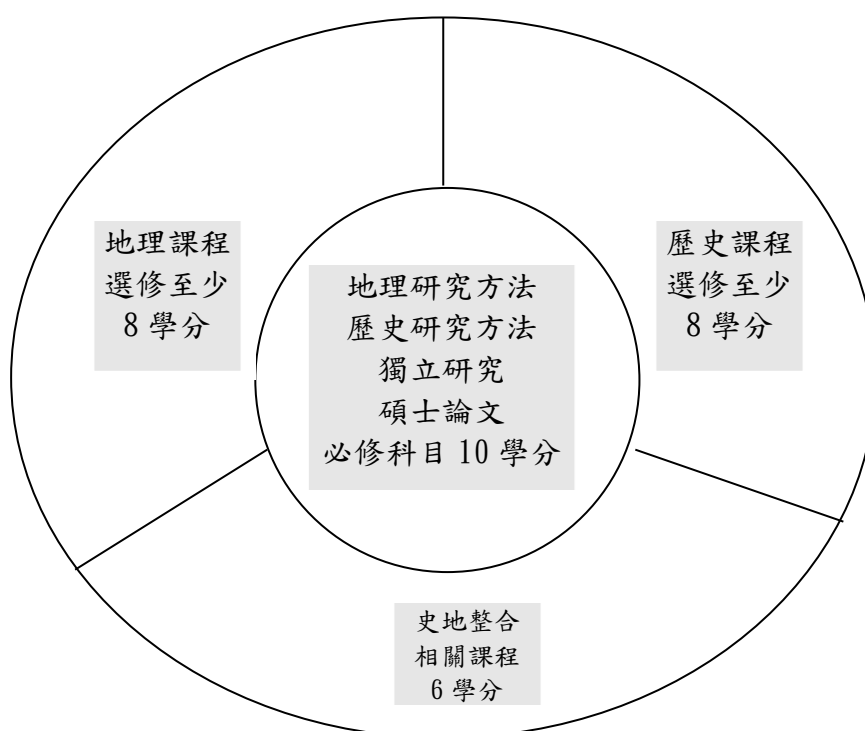 地理課程
選修至少
8 學分
歷史課程
選修至少
8 學分
地理研究方法
歷史研究方法
獨立研究
碩士論文
必修科目 10 學分
史地整合
相關課程
6 學分